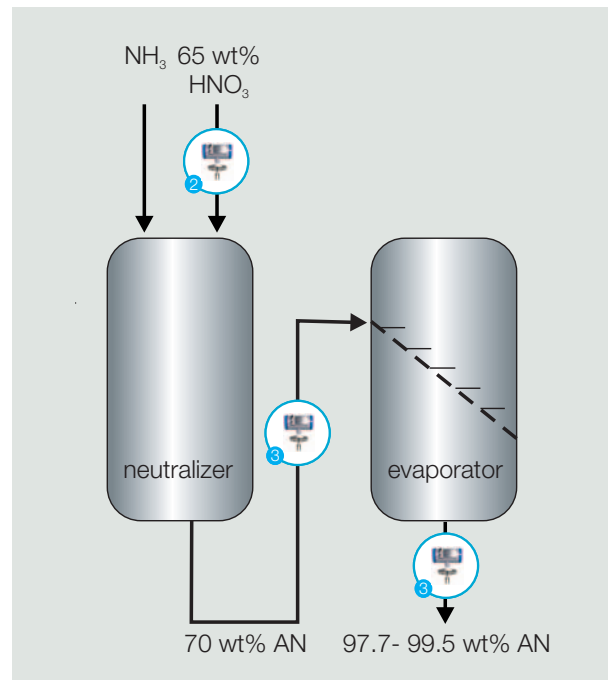 NH₃ 65 wt%
HNO₃
2
3
neutralizer
evaporator
3
70 wt% AN
97.7- 99.5 wt% AN